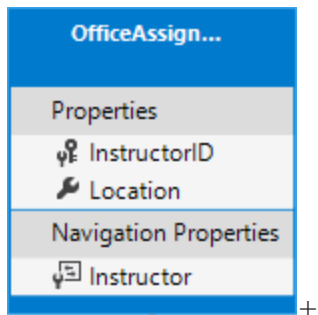 OfficeAssign...
Properties
InstructorID
Location
Navigation Properties
Instructor